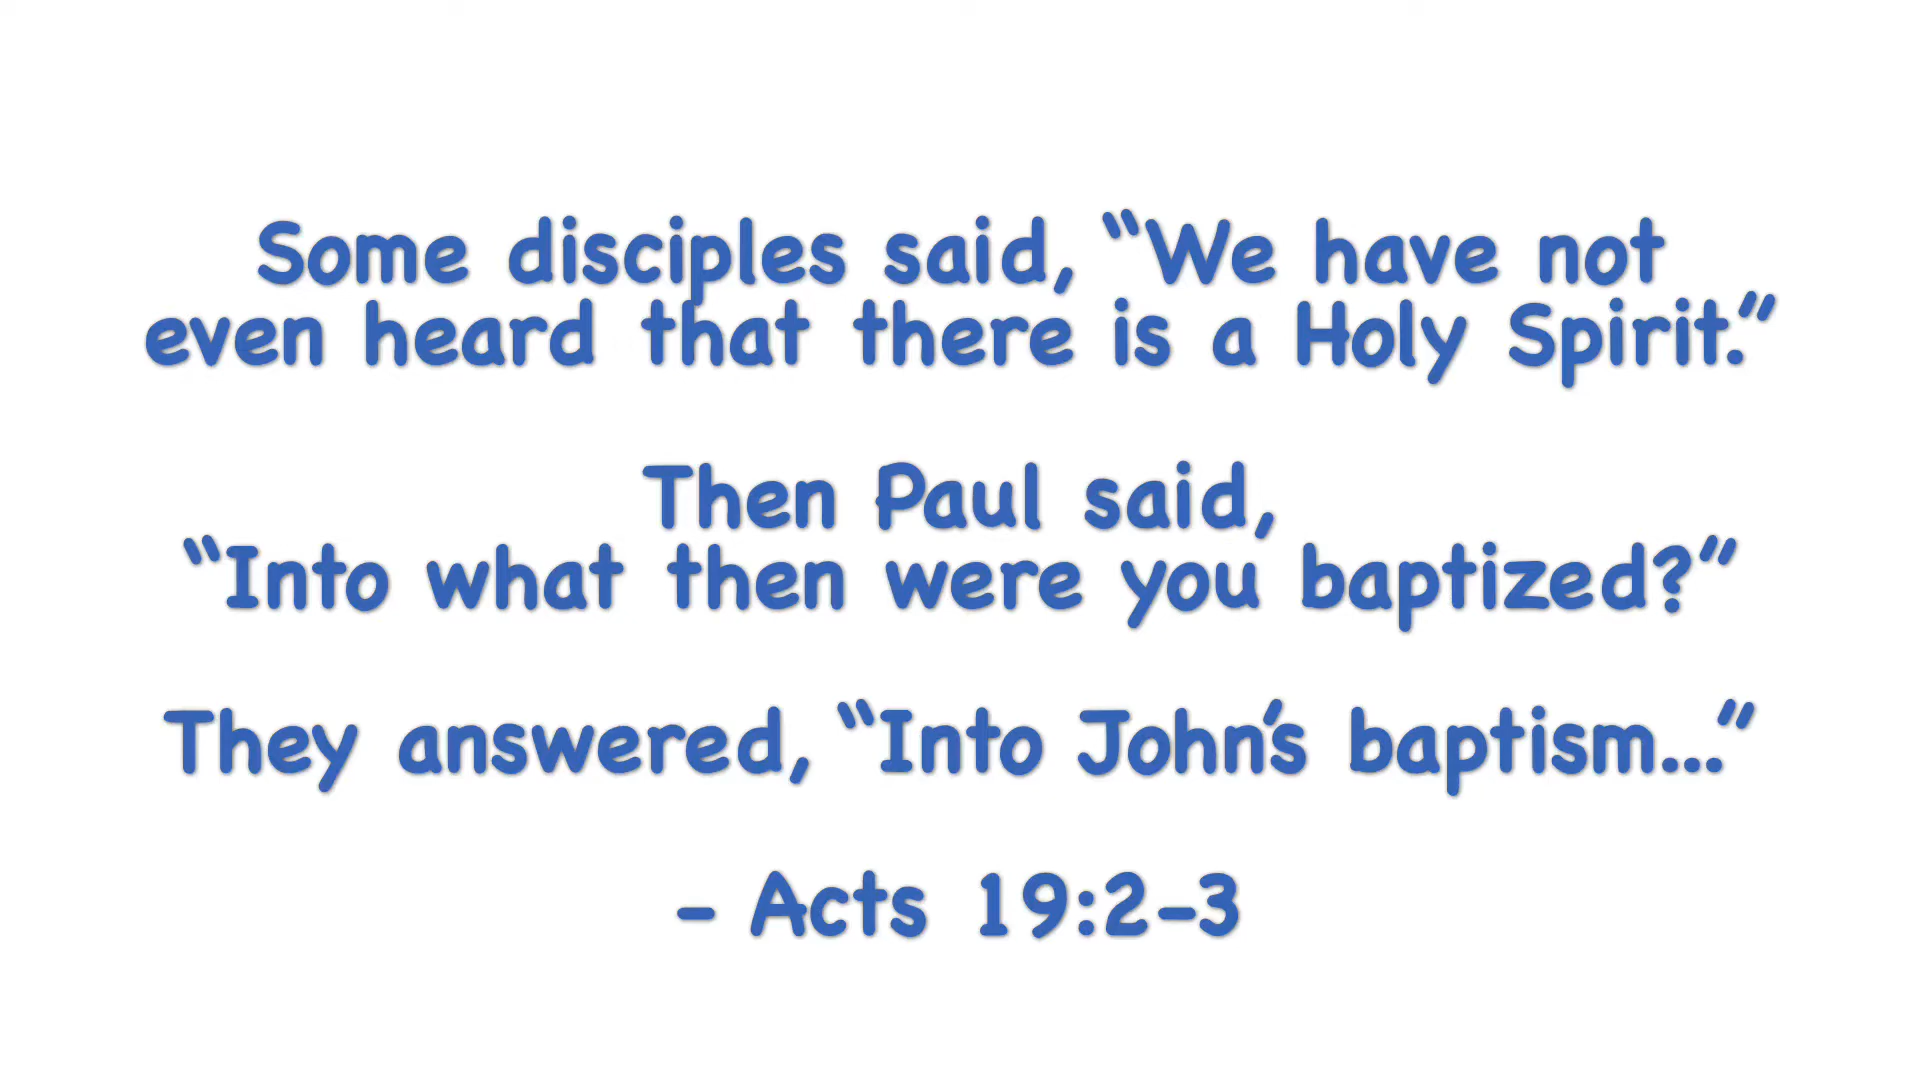 Some disciples said, “We have not
even heard that there is a Holy Spirit.”
Then Paul said,
“Into what then were you baptized?”
They answered, “Into John’s baptism...”
- Acts 19:2-3